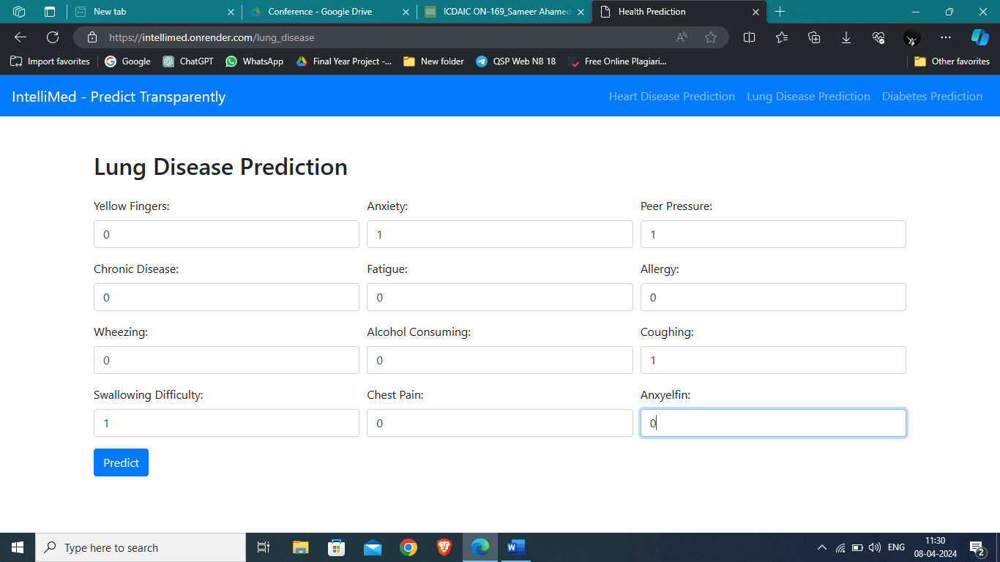 New tab
Conference - Google Drive
ICDAIC ON-169_Sameer Ahamed
Health Prediction
https://intellimed.onrender.com/lung_disease
Import favorites
Google
ChatGPT
WhatsApp
Final Year Project -...
New folder
QSP Web NB 18
Free Online Plagiari...
Other favorites
IntelliMed - Predict Transparently
Heart Disease Prediction
Lung Disease Prediction
Diabetes Prediction
Lung Disease Prediction
Yellow Fingers: Anxiety: Peer Pressure:
0 1 1
Chronic Disease: Fatigue: Allergy:
0 0 0
Wheezing: Alcohol Consuming: Coughing:
0 0 1
Swallowing Difficulty: Chest Pain: Anxyelfin:
1 0 0
Predict
Type here to search
ENG
11:30
08-04-2024
2